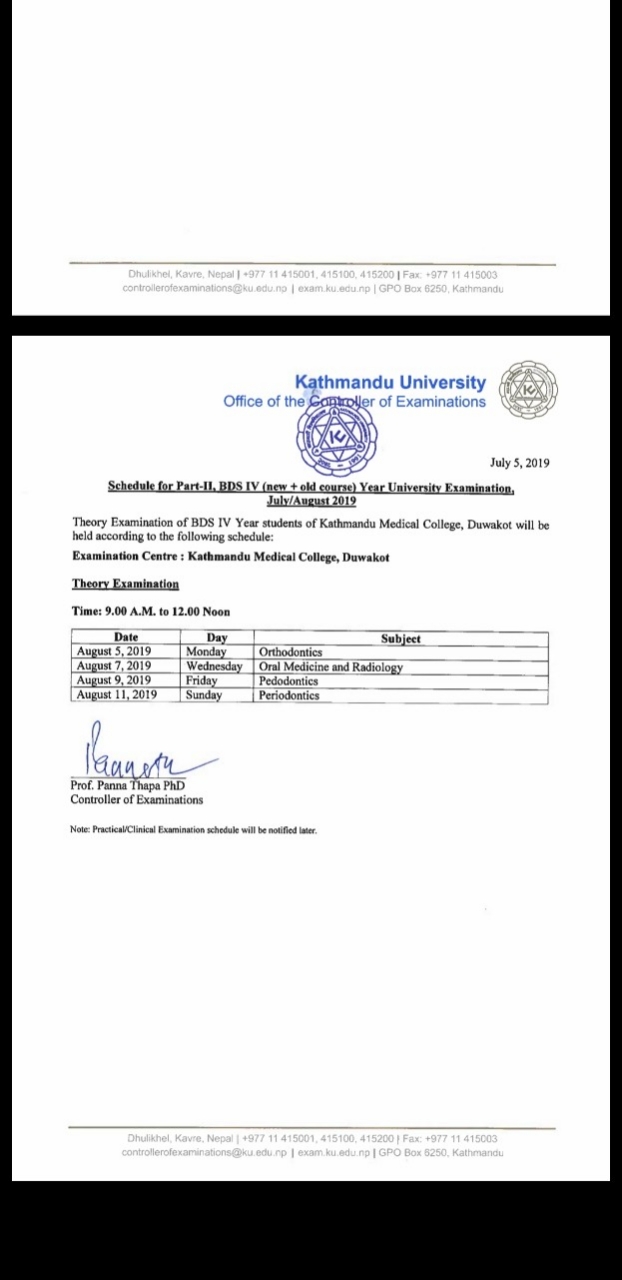 Dhulikhel, Kavre, Nepal | +977 11 415001, 415100, 415200 | Fax: +977 11 415003
controllerofexaminations@ku.edu.np | exam.ku.edu.np | GPO Box 6250, Kathmandu
Kathmandu University
Office of the Controller of Examinations
July 5, 2019
Schedule for Part-II, BDS IV (new + old course) Year University Examination,
July/August 2019
Theory Examination of BDS IV Year students of Kathmandu Medical College, Duwakot will be
held according to the following schedule:
Examination Centre : Kathmandu Medical College, Duwakot
Theory Examination
Time: 9.00 A.M. to 12.00 Noon
Date Day Subject
August 5, 2019 Monday Orthodontics
August 7, 2019 Wednesday Oral Medicine and Radiology
August 9, 2019 Friday Pedodontics
August 11, 2019 Sunday Periodontics
Prof. Panna Thapa PhD
Controller of Examinations
Note: Practical/Clinical Examination schedule will be notified later.
Dhulikhel, Kavre, Nepal | +977 11 415001, 415100, 415200 | Fax: +977 11 415003
controllerofexaminations@ku.edu.np | exam.ku.edu.np | GPO Box 6250, Kathmandu